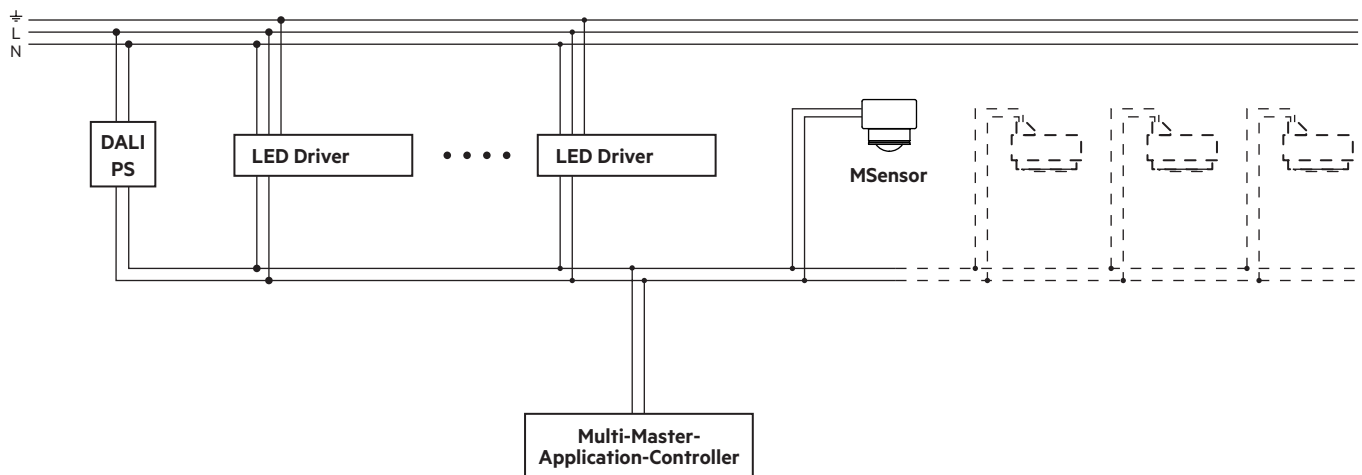 L
N
DALI
PS
LED Driver
LED Driver
MSensor
Multi-Master-
Application-Controller